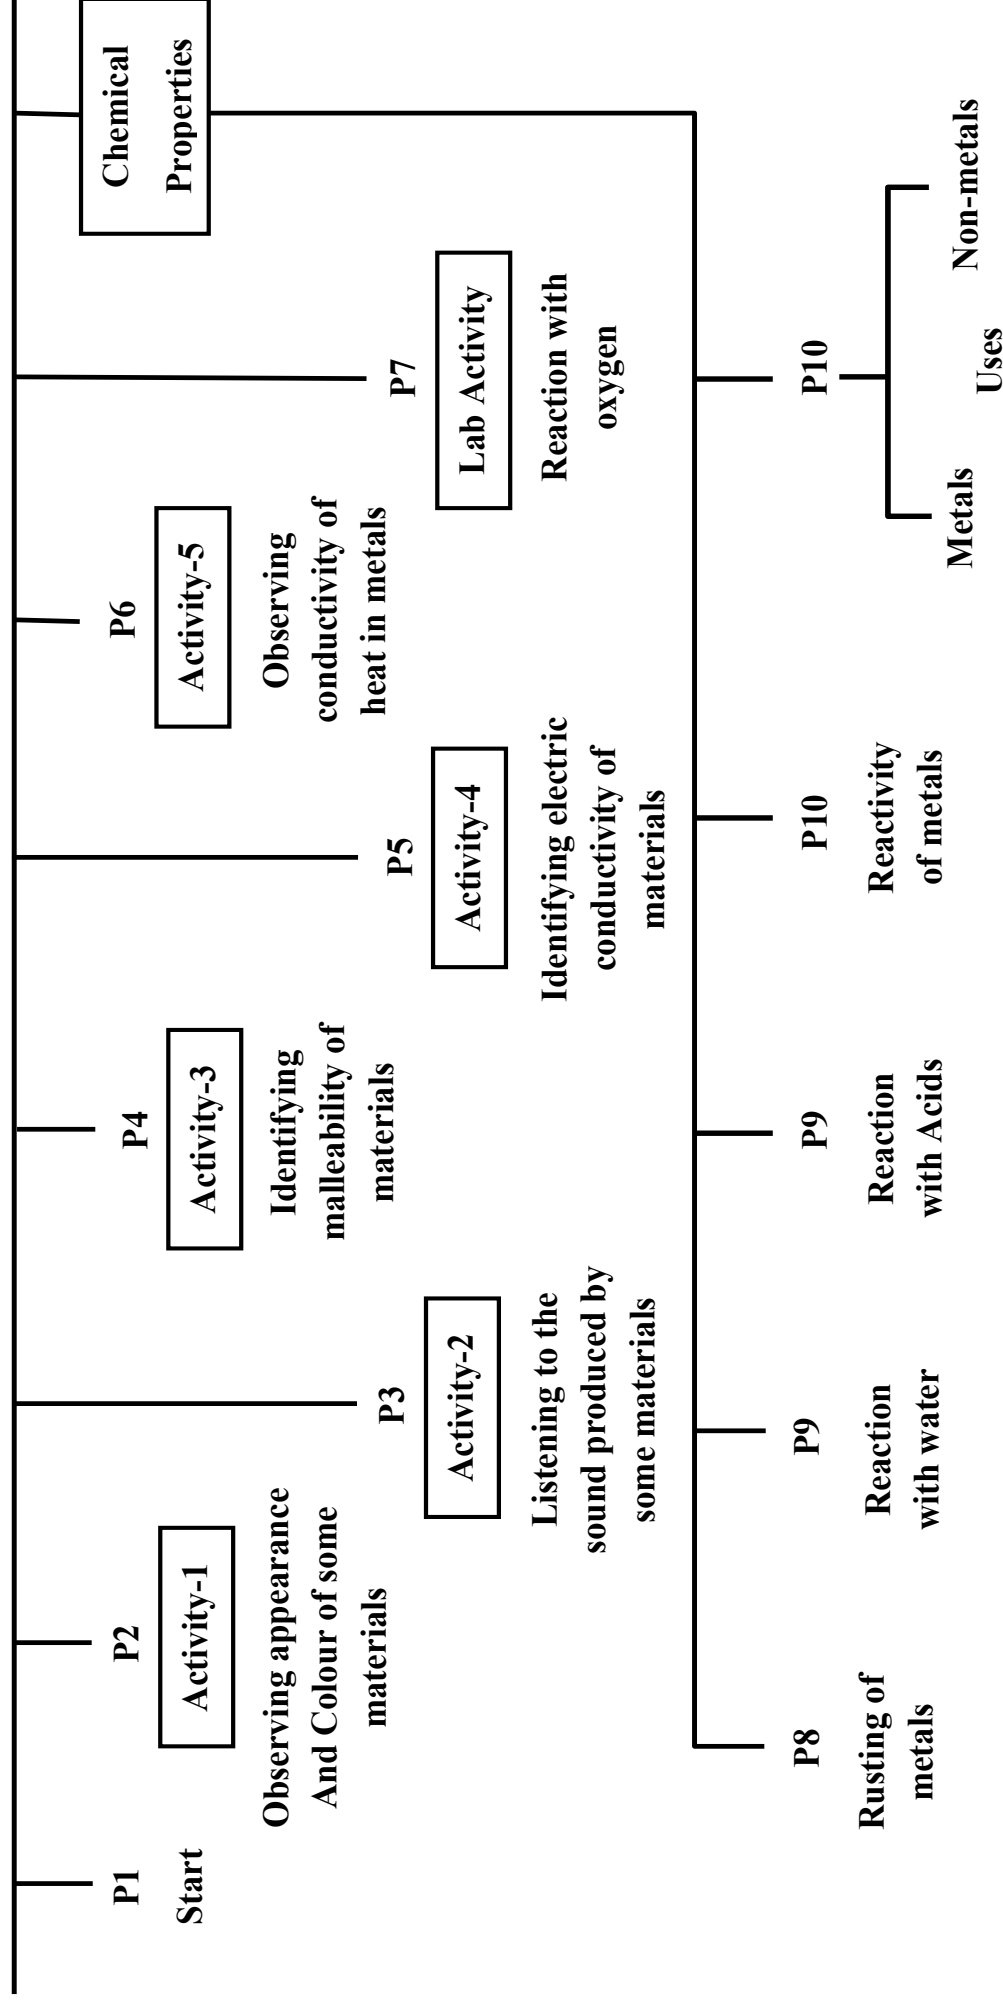 P1
Start
P2
Activity-1
Observing appearance
And Colour of some
materials
P3
Activity-2
Listening to the
sound produced by
some materials
P4
Activity-3
Identifying
malleability of
materials
P5
Activity-4
Identifying electric
conductivity of
materials
P6
Activity-5
Observing
conductivity of
heat in metals
P7
Lab Activity
Reaction with
oxygen
Chemical
Properties
P8
Rusting of
metals
P9
Reaction
with water
P9
Reaction
with Acids
P10
Reactivity
of metals
P10
Metals
Uses
Non-metals